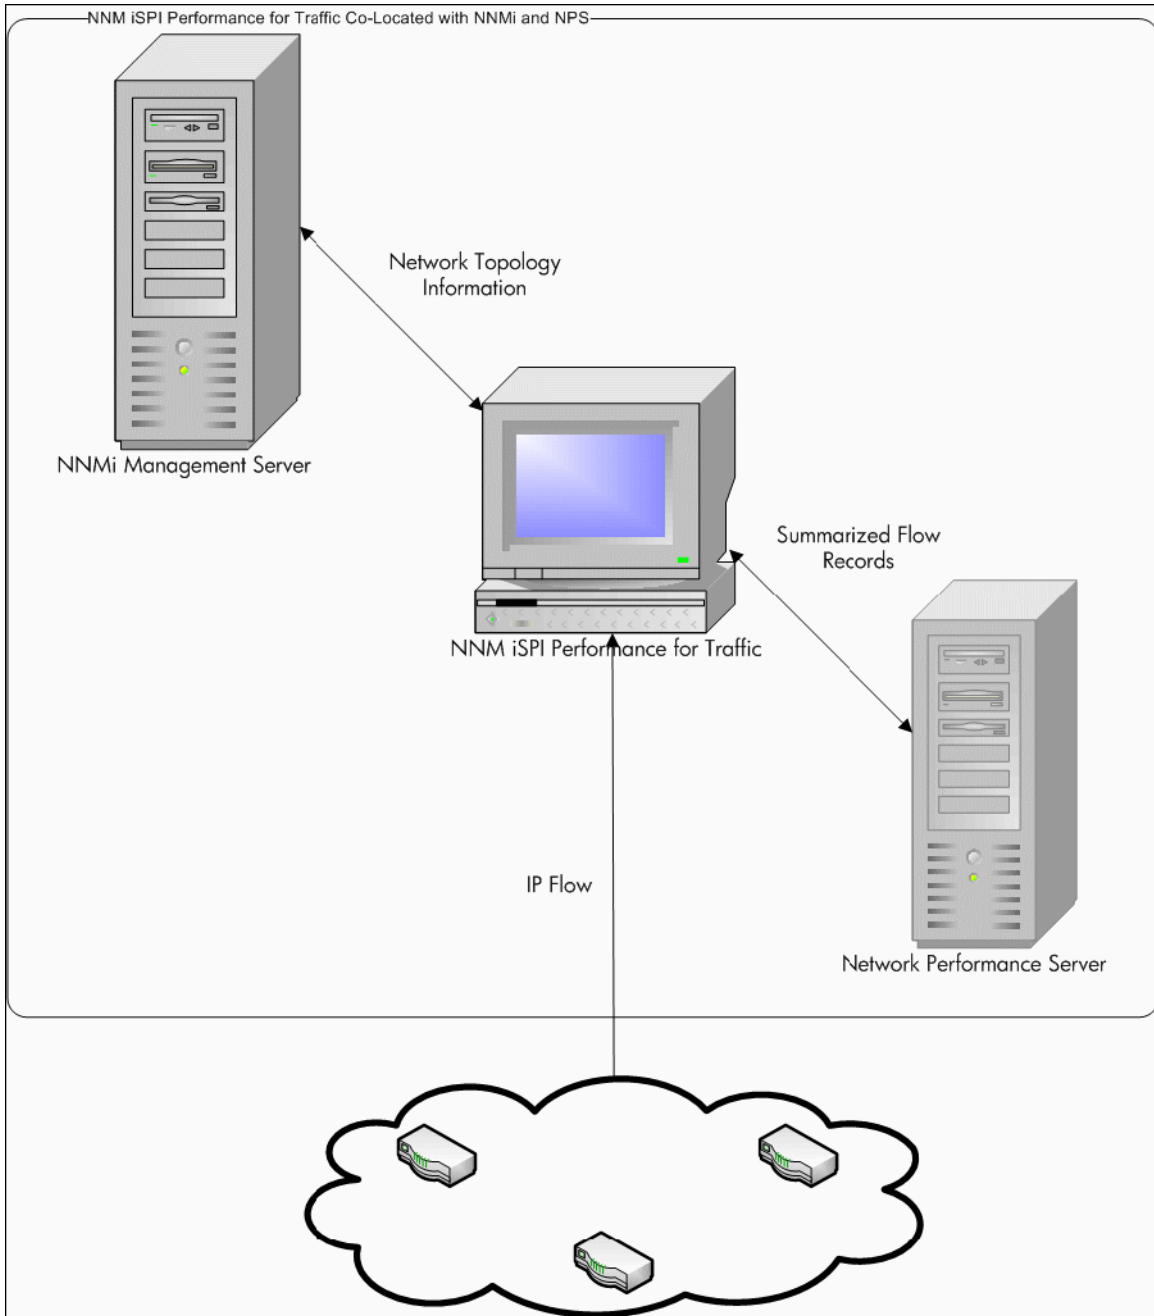 NNM iSPI Performance for Traffic Co-Located with NNMi and NPS
Network Topology
Information
NNMi Management Server
Summarized Flow
Records
NNM iSPI Performance for Traffic
IP Flow
Network Performance Server